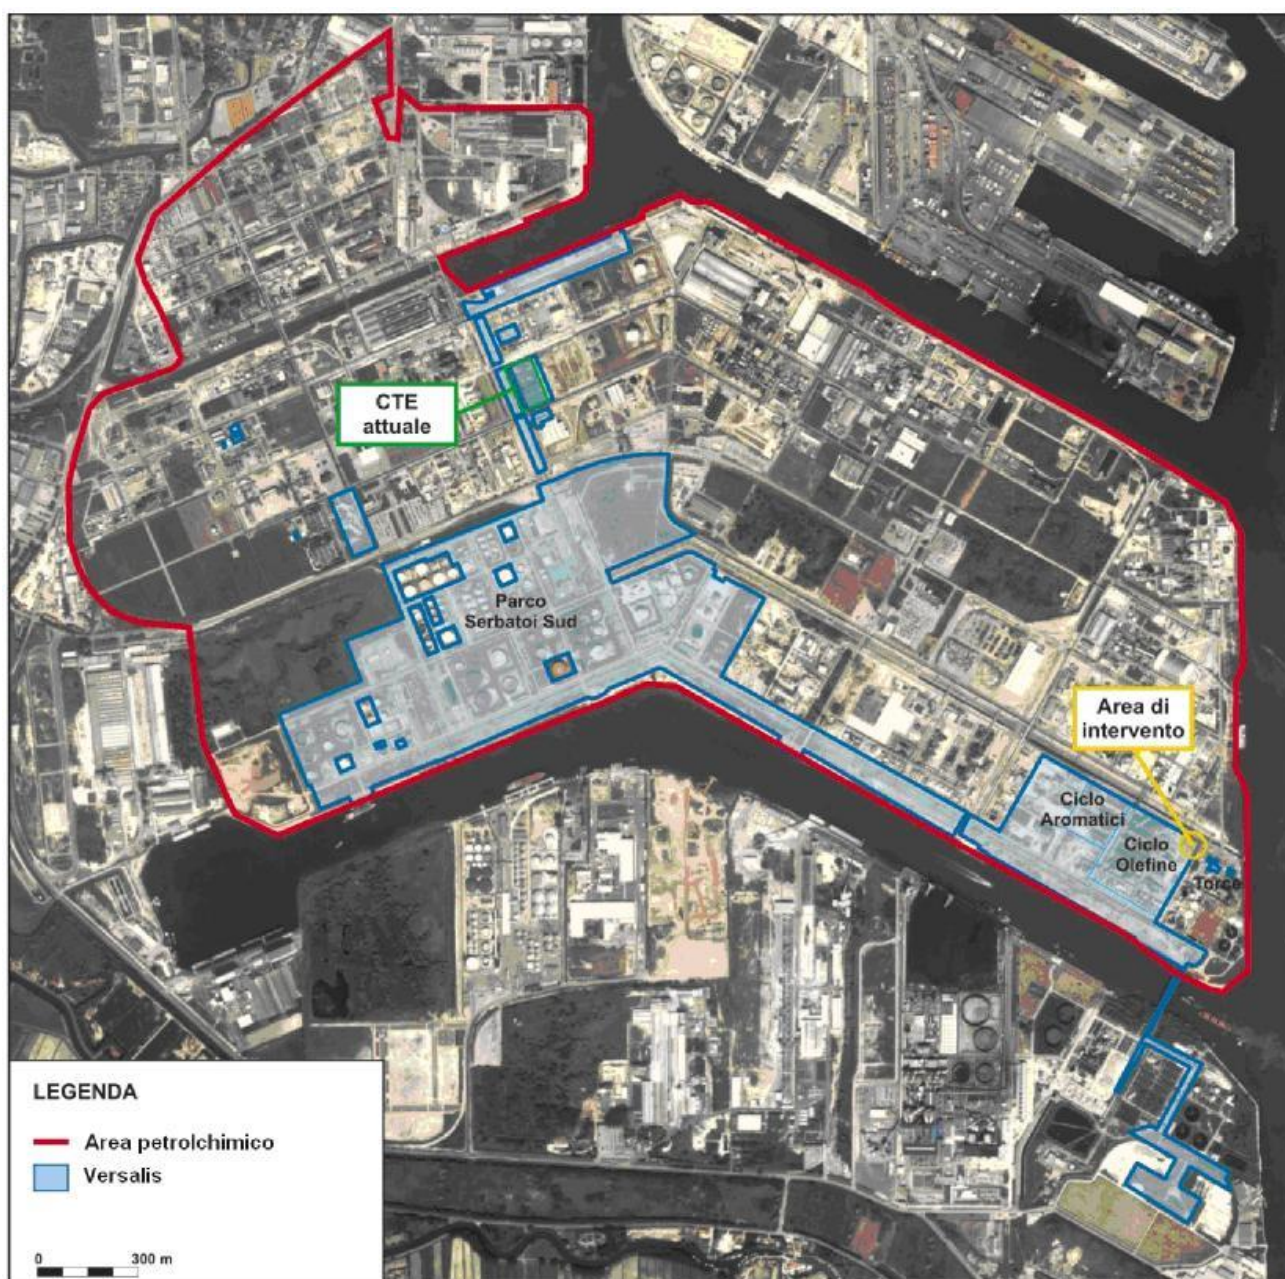 CTE
attuale
Parco
Serbatoi Sud
Area di
intervento
Ciclo
Aromatici
Ciclo
Olefine
Torce
LEGENDA
Area petrolchimico
Versalis
0 300 m